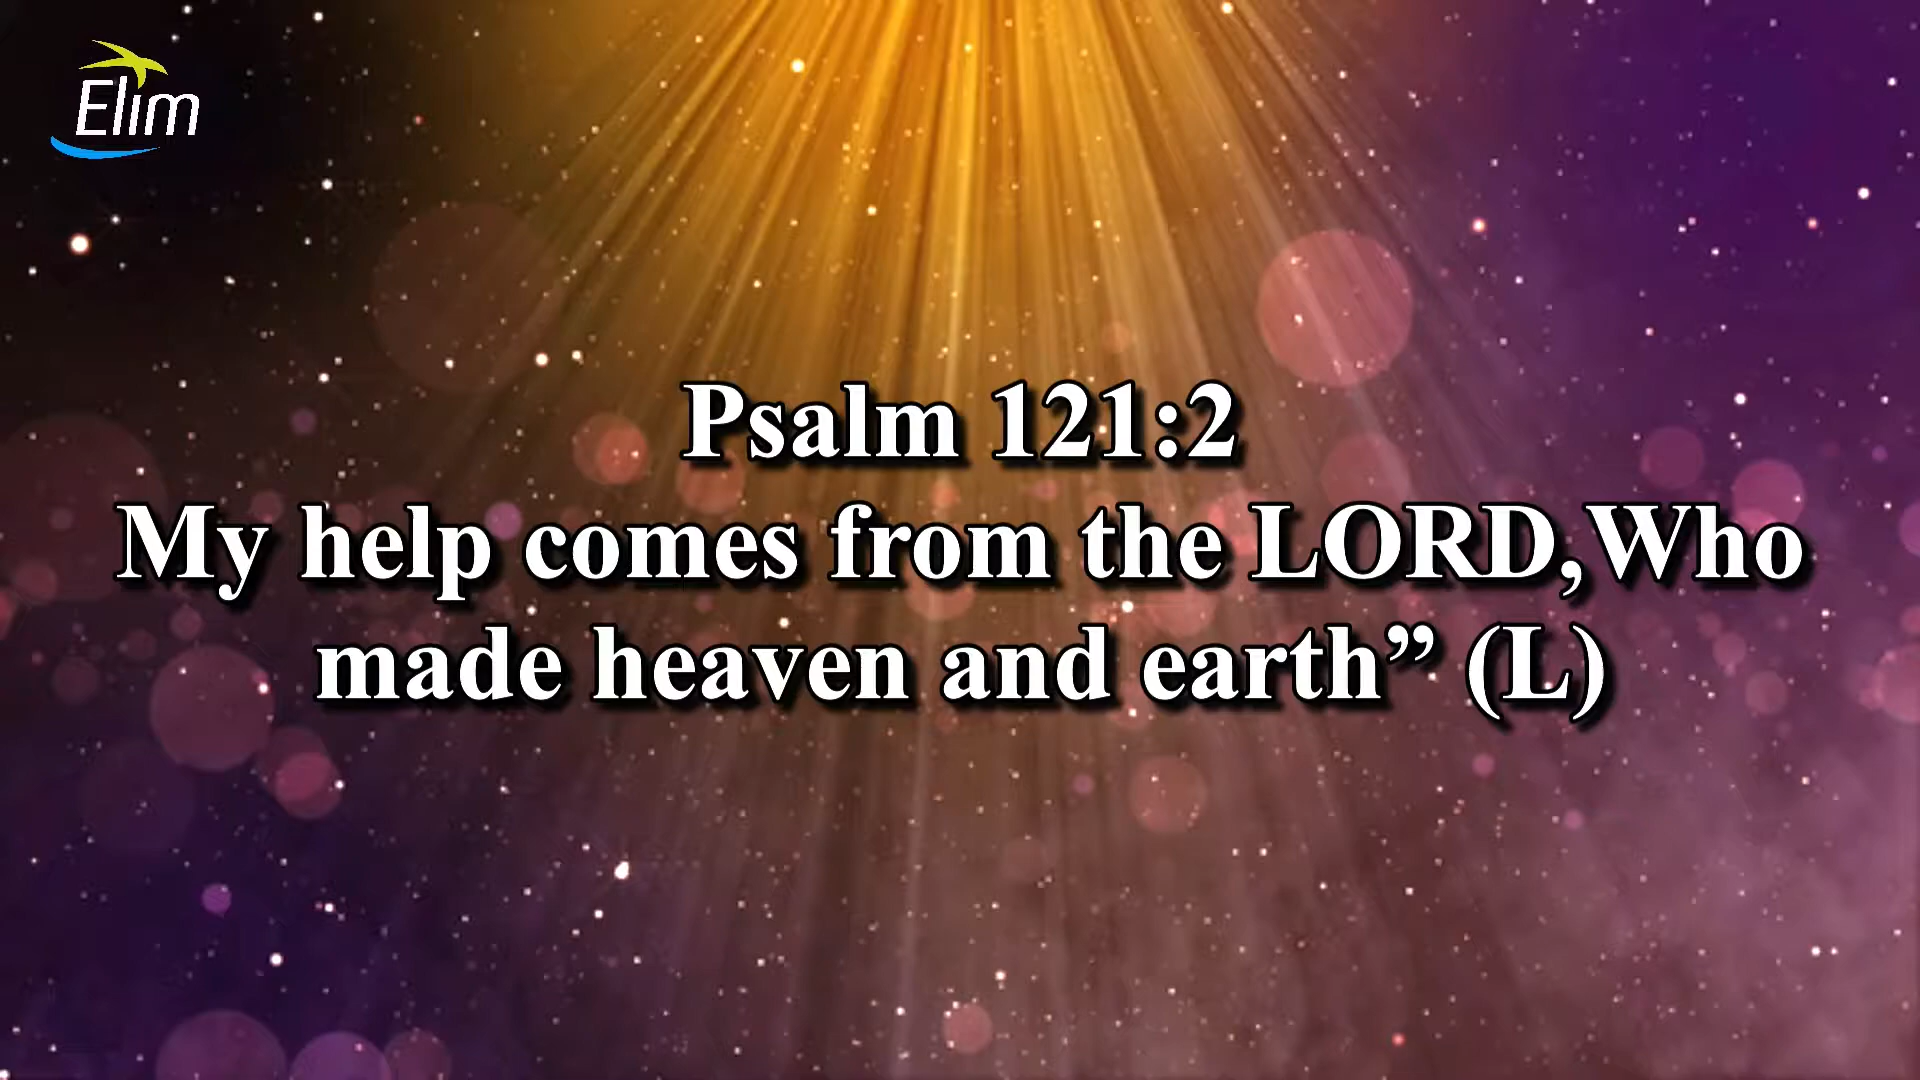 Elim
Psalm 121:2
My help comes from the LORD,Who
made heaven and earth” (L)